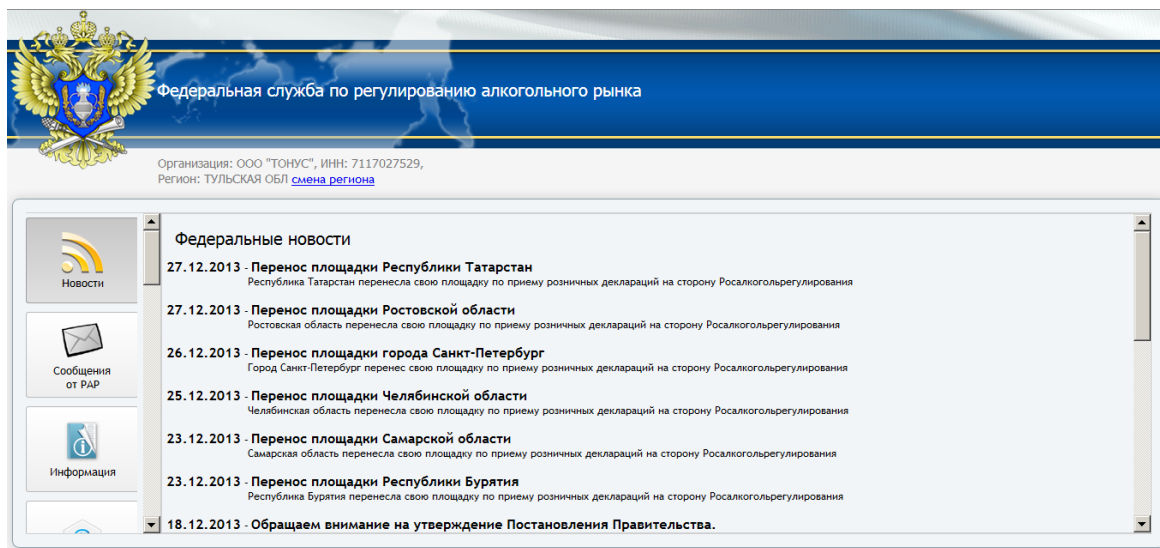 Федеральная служба по регулированию алкогольного рынка
Организация: ООО "ТОНУС", ИНН: 7117027529,
Регион: ТУЛЬСКАЯ ОБЛ смена региона
Новости
Сообщения
от РАР
Информация
Федеральные новости
27.12.2013 - Перенос площадки Республики Татарстан
Республика Татарстан перенесла свою площадку по приему розничных деклараций на сторону Росалкогольрегулирования
27.12.2013 - Перенос площадки Ростовской области
Ростовская область перенесла свою площадку по приему розничных деклараций на сторону Росалкогольрегулирования
26.12.2013 - Перенос площадки города Санкт-Петербург
Город Санкт-Петербург перенес свою площадку по приему розничных деклараций на сторону Росалкогольрегулирования
25.12.2013 - Перенос площадки Челябинской области
Челябинская область перенесла свою площадку по приему розничных деклараций на сторону Росалкогольрегулирования
23.12.2013 - Перенос площадки Самарской области
Самарская область перенесла свою площадку по приему розничных деклараций на сторону Росалкогольрегулирования
23.12.2013 - Перенос площадки Республики Бурятия
Республика Бурятия перенесла свою площадку по приему розничных деклараций на сторону Росалкогольрегулирования
18.12.2013 - Обращаем внимание на утверждение Постановления Правительства.